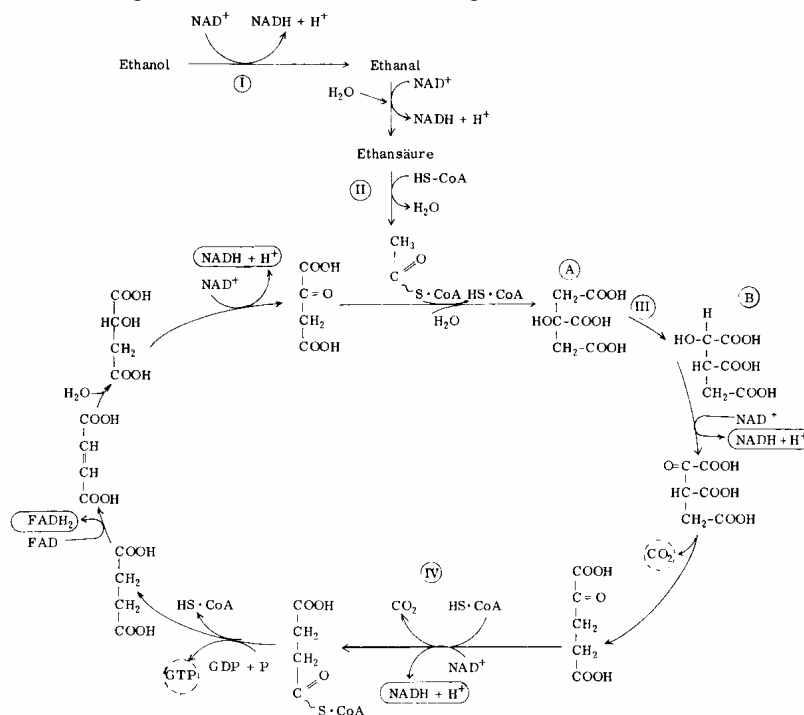 NAD⁺ NADH + H⁺
Ethanol Ethanal
I
H₂O NAD⁺
NADH + H⁺
Ethansäure
II HS-CoA
H₂O
CH₃
C=O
S·CoA HS·CoA
H₂O
NADH + H⁺
NAD⁺
COOH
C=O
CH₂
COOH
A
CH₂-COOH
HOC-COOH
CH₂-COOH
III
B
H
HO-C-COOH
HC-COOH
CH₂-COOH
NAD⁺
NADH + H⁺
O=C-COOH
HC-COOH
CH₂-COOH
CO₂
COOH
C=O
CH₂
CH₂
COOH
IV
CO₂ HS·CoA
NAD⁺
NADH + H⁺
COOH
CH₂
CH₂
C=O
S·CoA
HS·CoA
GTP GDP + P
COOH
CH₂
CH₂
COOH
FADH₂
FAD
COOH
CH
CH
COOH
H₂O
COOH
HCOH
CH₂
COOH